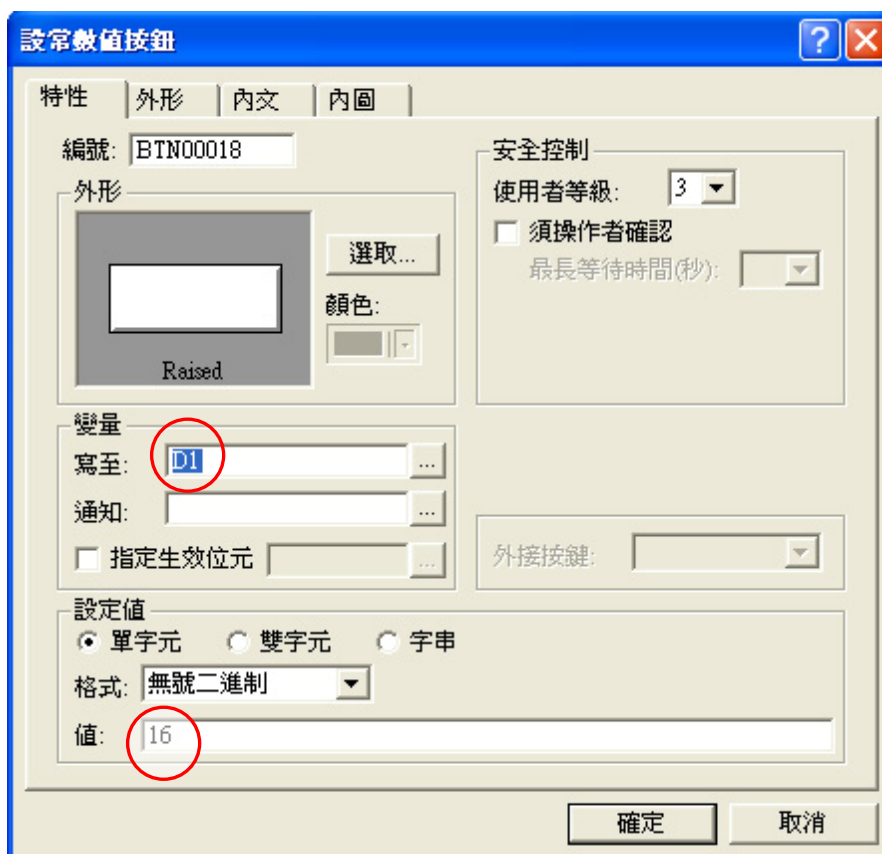 設常數值按鈕
特性 外形 內文 內圖
編號: BTN00018
外形
Raised
選取...
顏色:
安全控制
使用者等級: 3
須操作者確認
最長等待時間(秒):
變量
寫至: D1 ...
通知: ...
指定生效位元 ...
外接按鍵:
設定值
單字元 雙字元 字串
格式: 無號二進制
值: 16
確定 取消